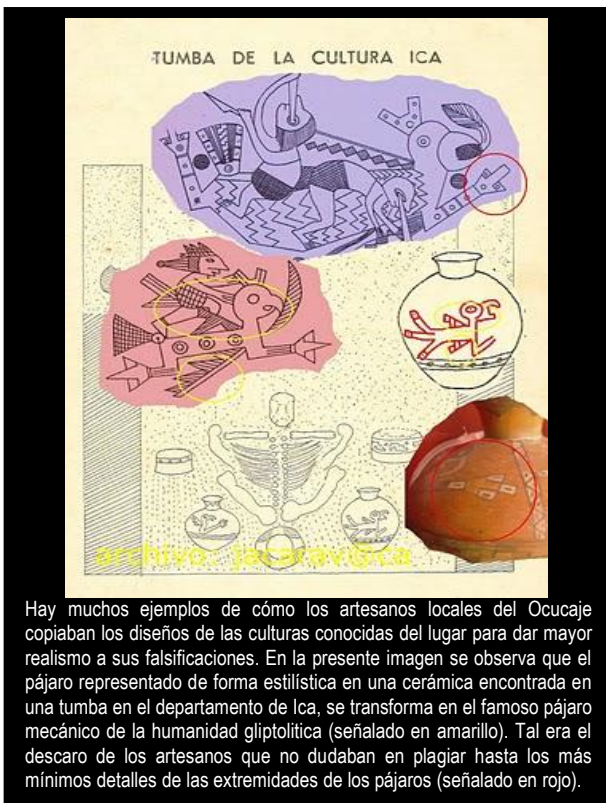 TUMBA DE LA CULTURA ICA
archivo: jacarav@ca
Hay muchos ejemplos de cómo los artesanos locales del Ocucaje
copiaban los diseños de las culturas conocidas del lugar para dar mayor
realismo a sus falsificaciones. En la presente imagen se observa que el
pájaro representado de forma estilística en una cerámica encontrada en
una tumba en el departamento de Ica, se transforma en el famoso pájaro
mecánico de la humanidad gliptolitica (señalado en amarillo). Tal era el
descaro de los artesanos que no dudaban en plagiar hasta los más
mínimos detalles de las extremidades de los pájaros (señalado en rojo).